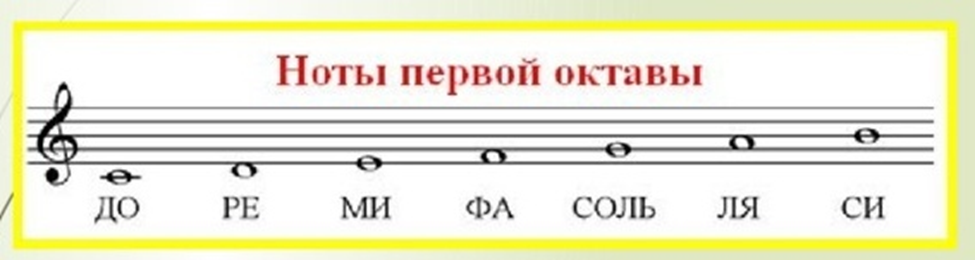 Ноты первой октавы
ДО РЕ МИ ФА СОЛЬ ЛЯ СИ